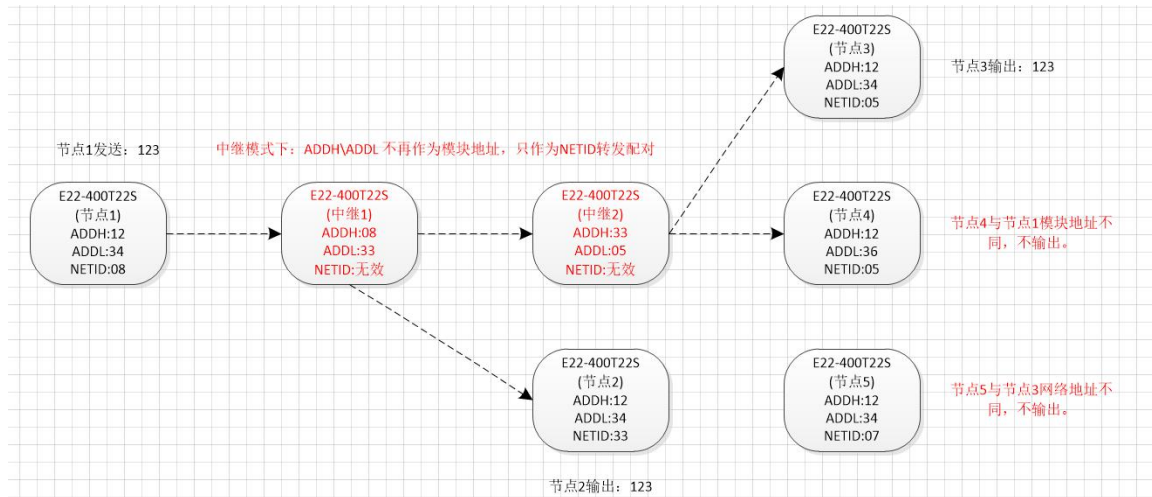 E22-400T22S
(节点3)
ADDH:12
ADDL:34
NETID:05
节点3输出：123
节点1发送：123
中继模式下：ADDH\ADDL 不再作为模块地址，只作为NETID转发配对
E22-400T22S
(节点1)
ADDH:12
ADDL:34
NETID:08
E22-400T22S
(中继1)
ADDH:08
ADDL:33
NETID:无效
E22-400T22S
(中继2)
ADDH:33
ADDL:05
NETID:无效
E22-400T22S
(节点4)
ADDH:12
ADDL:36
NETID:05
节点4与节点1模块地址不
同，不输出。
E22-400T22S
(节点2)
ADDH:12
ADDL:34
NETID:33
E22-400T22S
(节点5)
ADDH:12
ADDL:34
NETID:07
节点5与节点3网络地址不
同，不输出。
节点2输出：123